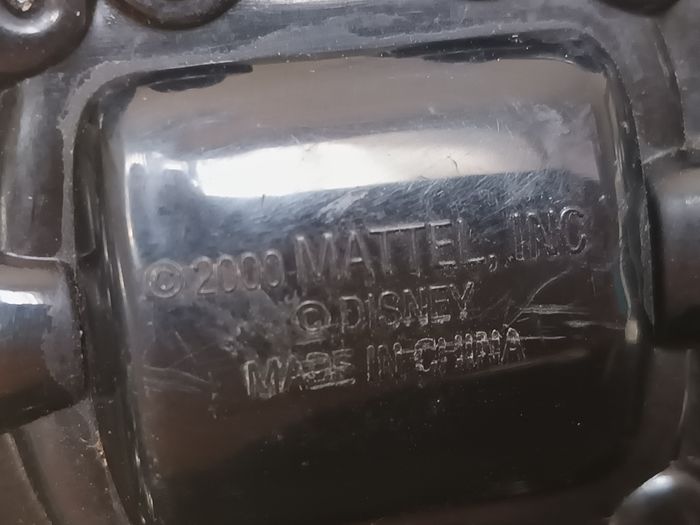 © 2000 MATTEL, INC
© DISNEY
MADE IN CHINA